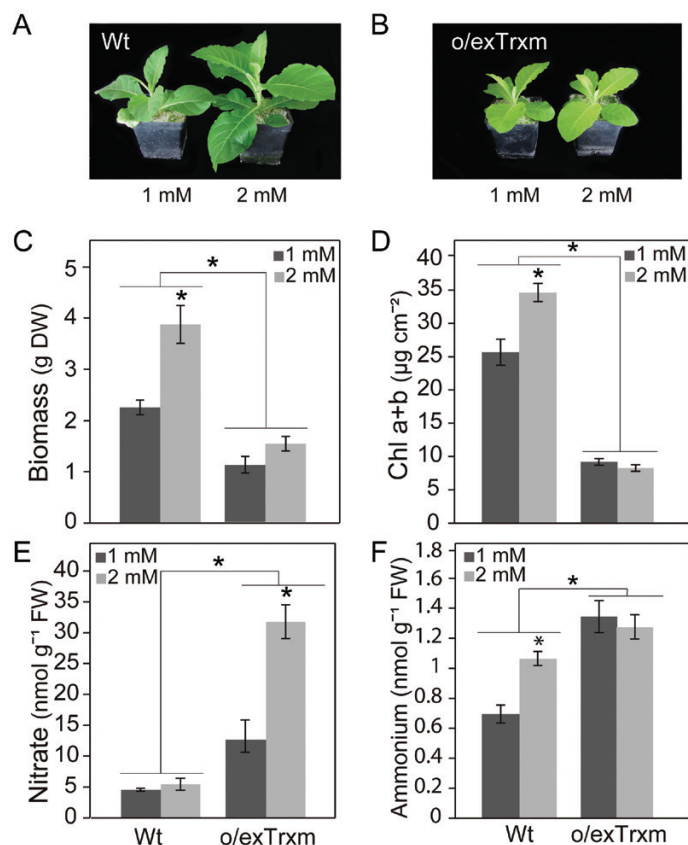 A
B
Wt
o/exTrxm
1 mM
2 mM
1 mM
2 mM
C
D
5
4
3
2
1
0
Biomass (g DW)
*
*
1 mM
2 mM
40
35
30
25
20
15
10
5
0
Chl a+b (µg cm⁻²)
*
*
1 mM
2 mM
E
F
40
35
30
25
20
15
10
5
0
Nitrate (nmol g⁻¹ FW)
1 mM
2 mM
*
*
Wt
o/exTrxm
1.8
1.6
1.4
1.2
1
0.8
0.6
0.4
0.2
0
Ammonium (nmol g⁻¹ FW)
1 mM
2 mM
*
*
Wt
o/exTrxm